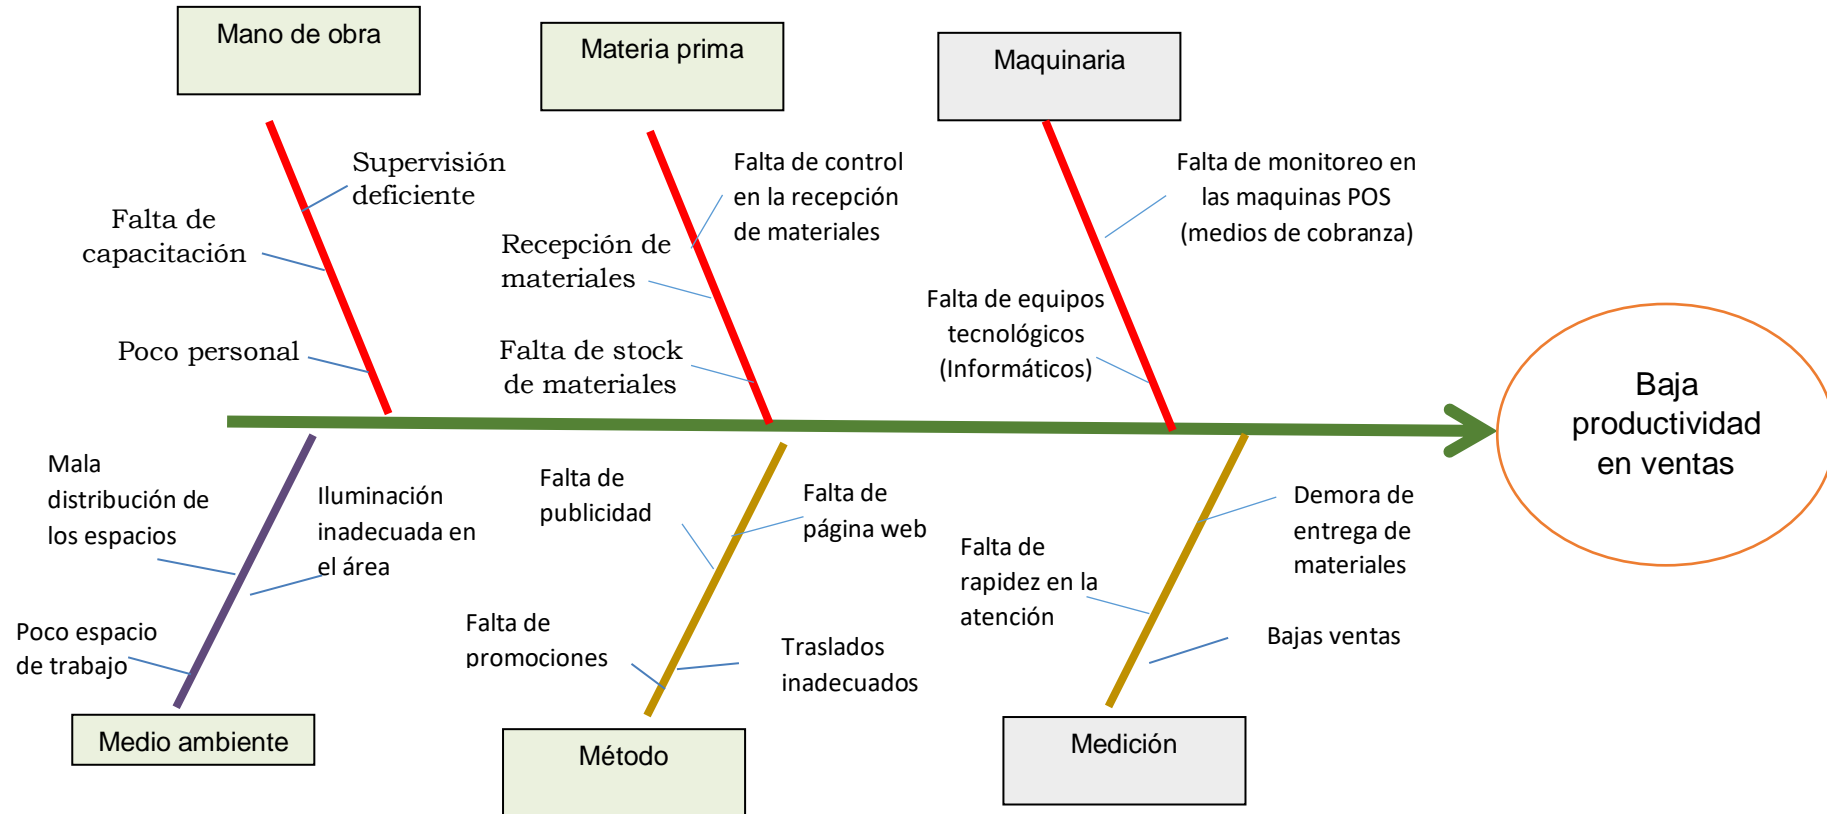 Mano de obra
Materia prima
Maquinaria
Supervisión
deficiente
Falta de
capacitación
Poco personal
Falta de control
en la recepción
de materiales
Recepción de
materiales
Falta de stock
de materiales
Falta de monitoreo en
las maquinas POS
(medios de cobranza)
Falta de equipos
tecnológicos
(Informáticos)
Baja
productividad
en ventas
Mala
distribución de
los espacios
Iluminación
inadecuada en
el área
Poco espacio
de trabajo
Falta de
publicidad
Falta de
página web
Falta de
promociones
Traslados
inadecuados
Demora de
entrega de
materiales
Falta de
rapidez en la
atención
Bajas ventas
Medio ambiente
Método
Medición